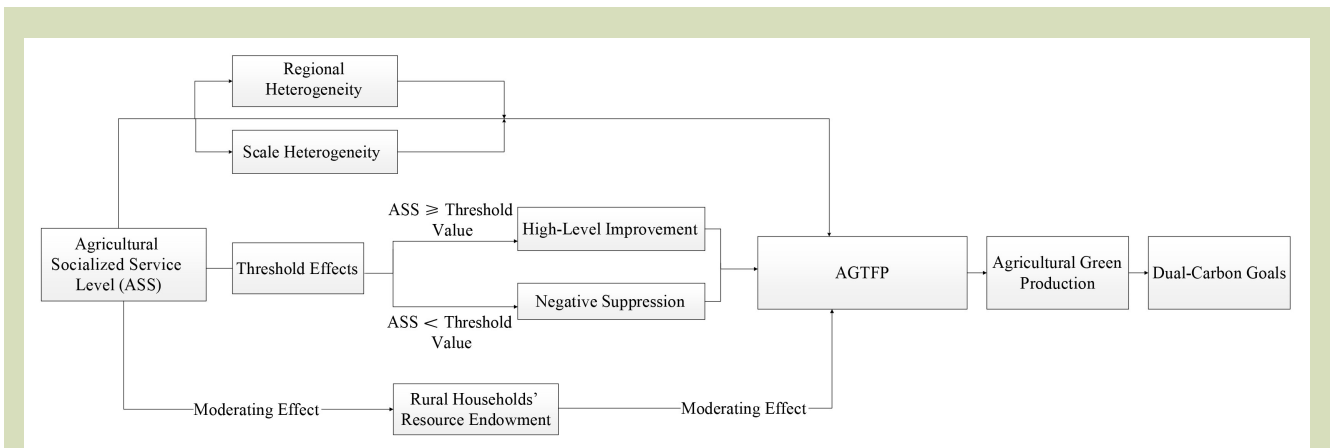 Regional
Heterogeneity
Scale Heterogeneity
ASS ⩾ Threshold
Value
High-Level Improvement
Agricultural
Socialized Service
Level (ASS)
Threshold Effects
Negative Suppression
ASS < Threshold
Value
AGTFP
Agricultural Green
Production
Dual-Carbon Goals
Moderating Effect
Rural Households’
Resource Endowment
Moderating Effect